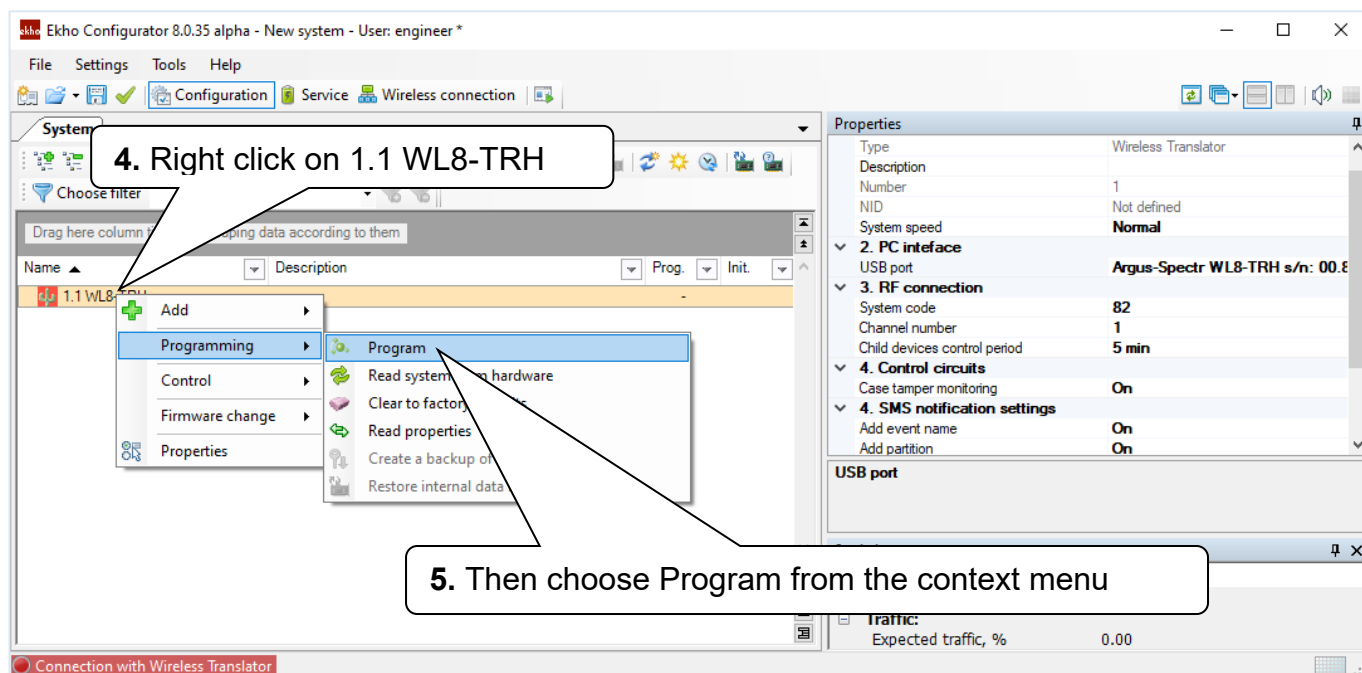 ekho Ekho Configurator 8.0.35 alpha - New system - User: engineer *
File Settings Tools Help
Configuration Service Wireless connection
System
4. Right click on 1.1 WL8-TRH
Choose filter
Drag here column ping data according to them
Name Description Prog. Init.
1.1 WL8-TRH -
Add
Programming
Control
Firmware change
Properties
Program
Read system hardware
Clear to factory
Read properties
Create a backup of
Restore internal data
5. Then choose Program from the context menu
Properties
Type Wireless Translator
Description
Number 1
NID Not defined
System speed Normal
2. PC inteface
USB port Argus-Spectr WL8-TRH s/n: 00.8
3. RF connection
System code 82
Channel number 1
Child devices control period 5 min
4. Control circuits
Case tamper monitoring On
4. SMS notification settings
Add event name On
Add partition On
USB port
Traffic:
Expected traffic, % 0.00
Connection with Wireless Translator